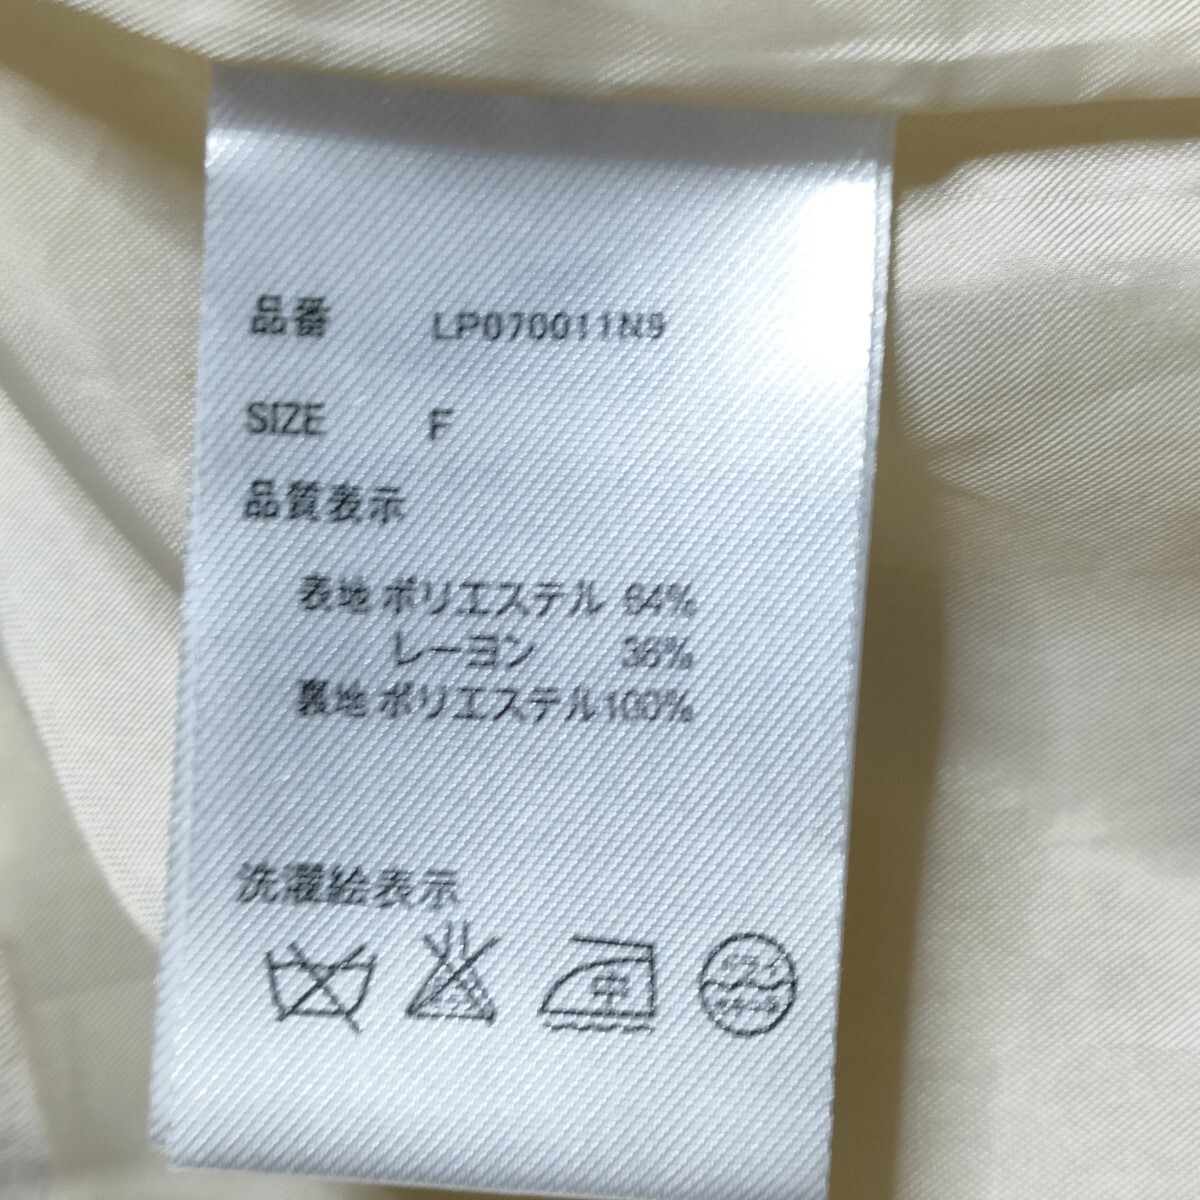 品番 LP070011N9
SIZE F
品質表示
表地 ポリエステル 64%
レーヨン 36%
裏地 ポリエステル100%
洗濯絵表示
中